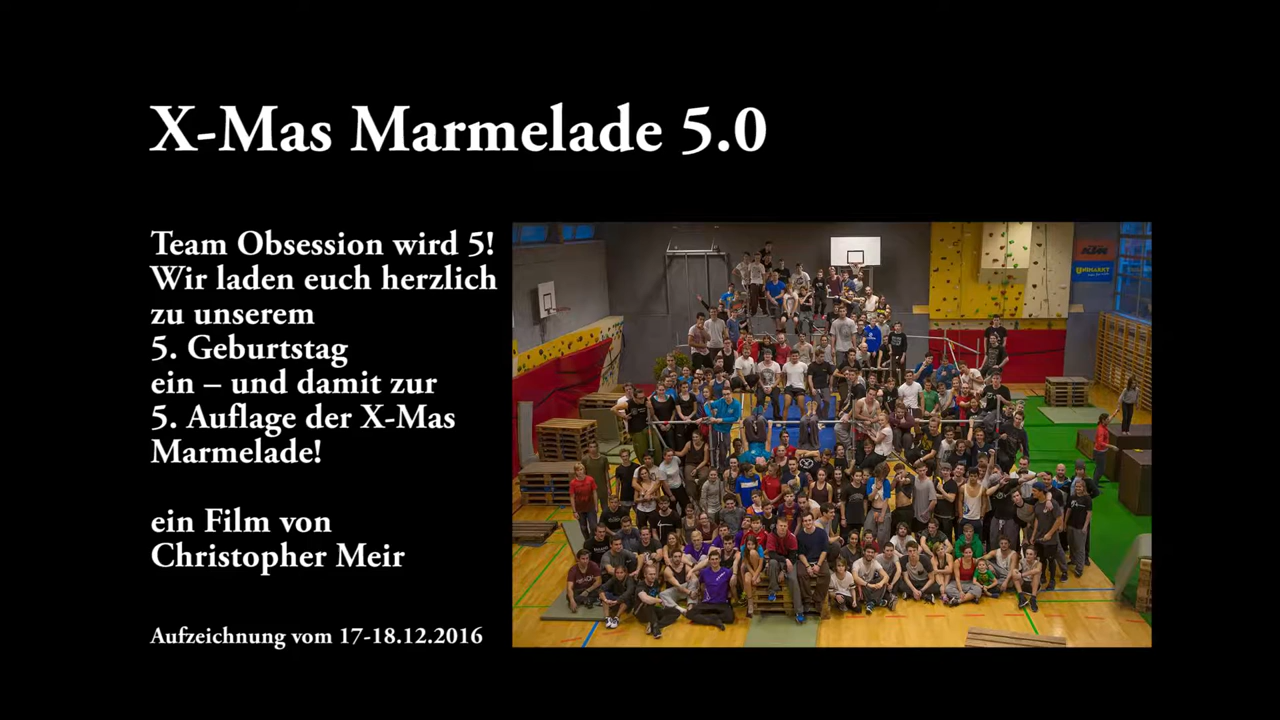 X-Mas Marmelade 5.0
Team Obsession wird 5!
Wir laden euch herzlich
zu unserem
5. Geburtstag
ein – und damit zur
5. Auflage der X-Mas
Marmelade!
ein Film von
Christopher Meir
Aufzeichnung vom 17-18.12.2016
UNIMARKT